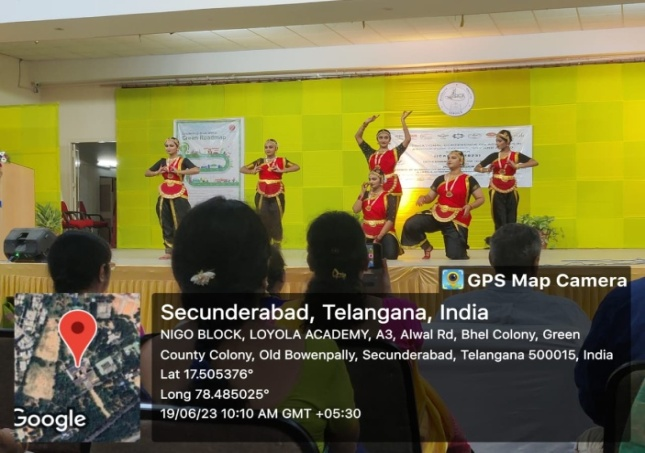 Green Roadmap
GPS Map Camera
Secunderabad, Telangana, India
NIGO BLOCK, LOYOLA ACADEMY, A3, Alwal Rd, Bhel Colony, Green
County Colony, Old Bowenpally, Secunderabad, Telangana 500015, India
Lat 17.505376°
Long 78.485025°
19/06/23 10:10 AM GMT +05:30
Google